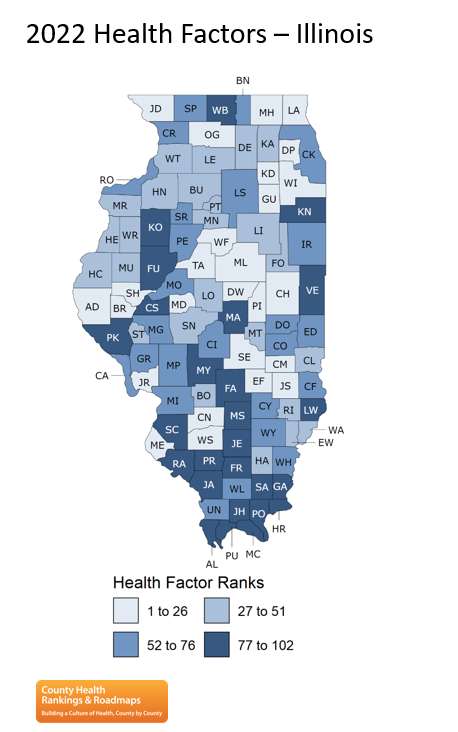 2022 Health Factors – Illinois
BN
JD SP WB MH LA
CR OG
DE KA DP CK
WT LE
KD
RO WI
HN BU LS GU
MR PT KN
SR MN
KO
HE WR PE LI IR
WF
TA ML FO
HC MU FU
MO
SH LO DW CH VE
AD BR CS MD PI
MA
PK ST MG SN MT DO ED
CI CO
GR MP SE CM CL
CA MY
JR EF JS CF
FA
MI BO
CY RI LW
CN MS
SC WY WA
ME WS JE EW
RA PR FR HA WH
JA WL SA GA
UN JH PO
HR
PU MC
AL
Health Factor Ranks
1 to 26 27 to 51
52 to 76 77 to 102
County Health
Rankings & Roadmaps
Building a Culture of Health, County by County